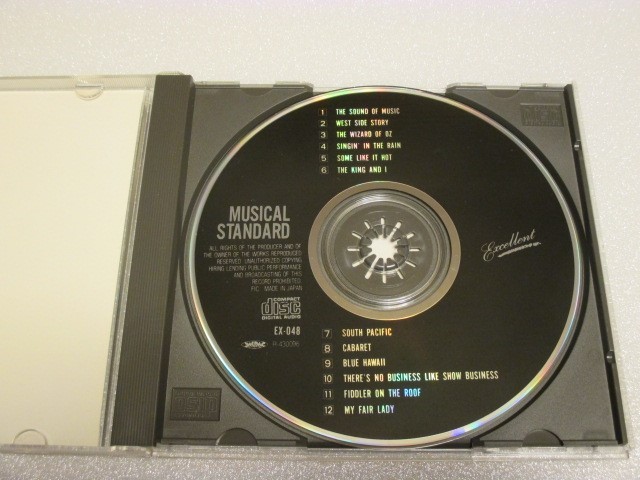 1 THE SOUND OF MUSIC
2 WEST SIDE STORY
3 THE WIZARD OF OZ
4 SINGIN' IN THE RAIN
5 SOME LIKE IT HOT
6 THE KING AND I
MUSICAL
STANDARD
ALL RIGHTS OF THE PRODUCER AND OF
THE OWNER OF THE WORKS REPRODUCED
RESERVED. UNAUTHORIZED COPYING
HIRING LENDING PUBLIC PERFORMANCE
AND BROADCASTING OF THIS
RECORD PROHIBITED.
F/C MADE IN JAPAN
Excellent
COMPACT
disc
DIGITAL AUDIO
EX-048
7 SOUTH PACIFIC
8 CABARET
9 BLUE HAWAII
10 THERE'S NO BUSINESS LIKE SHOW BUSINESS
11 FIDDLER ON THE ROOF
12 MY FAIR LADY